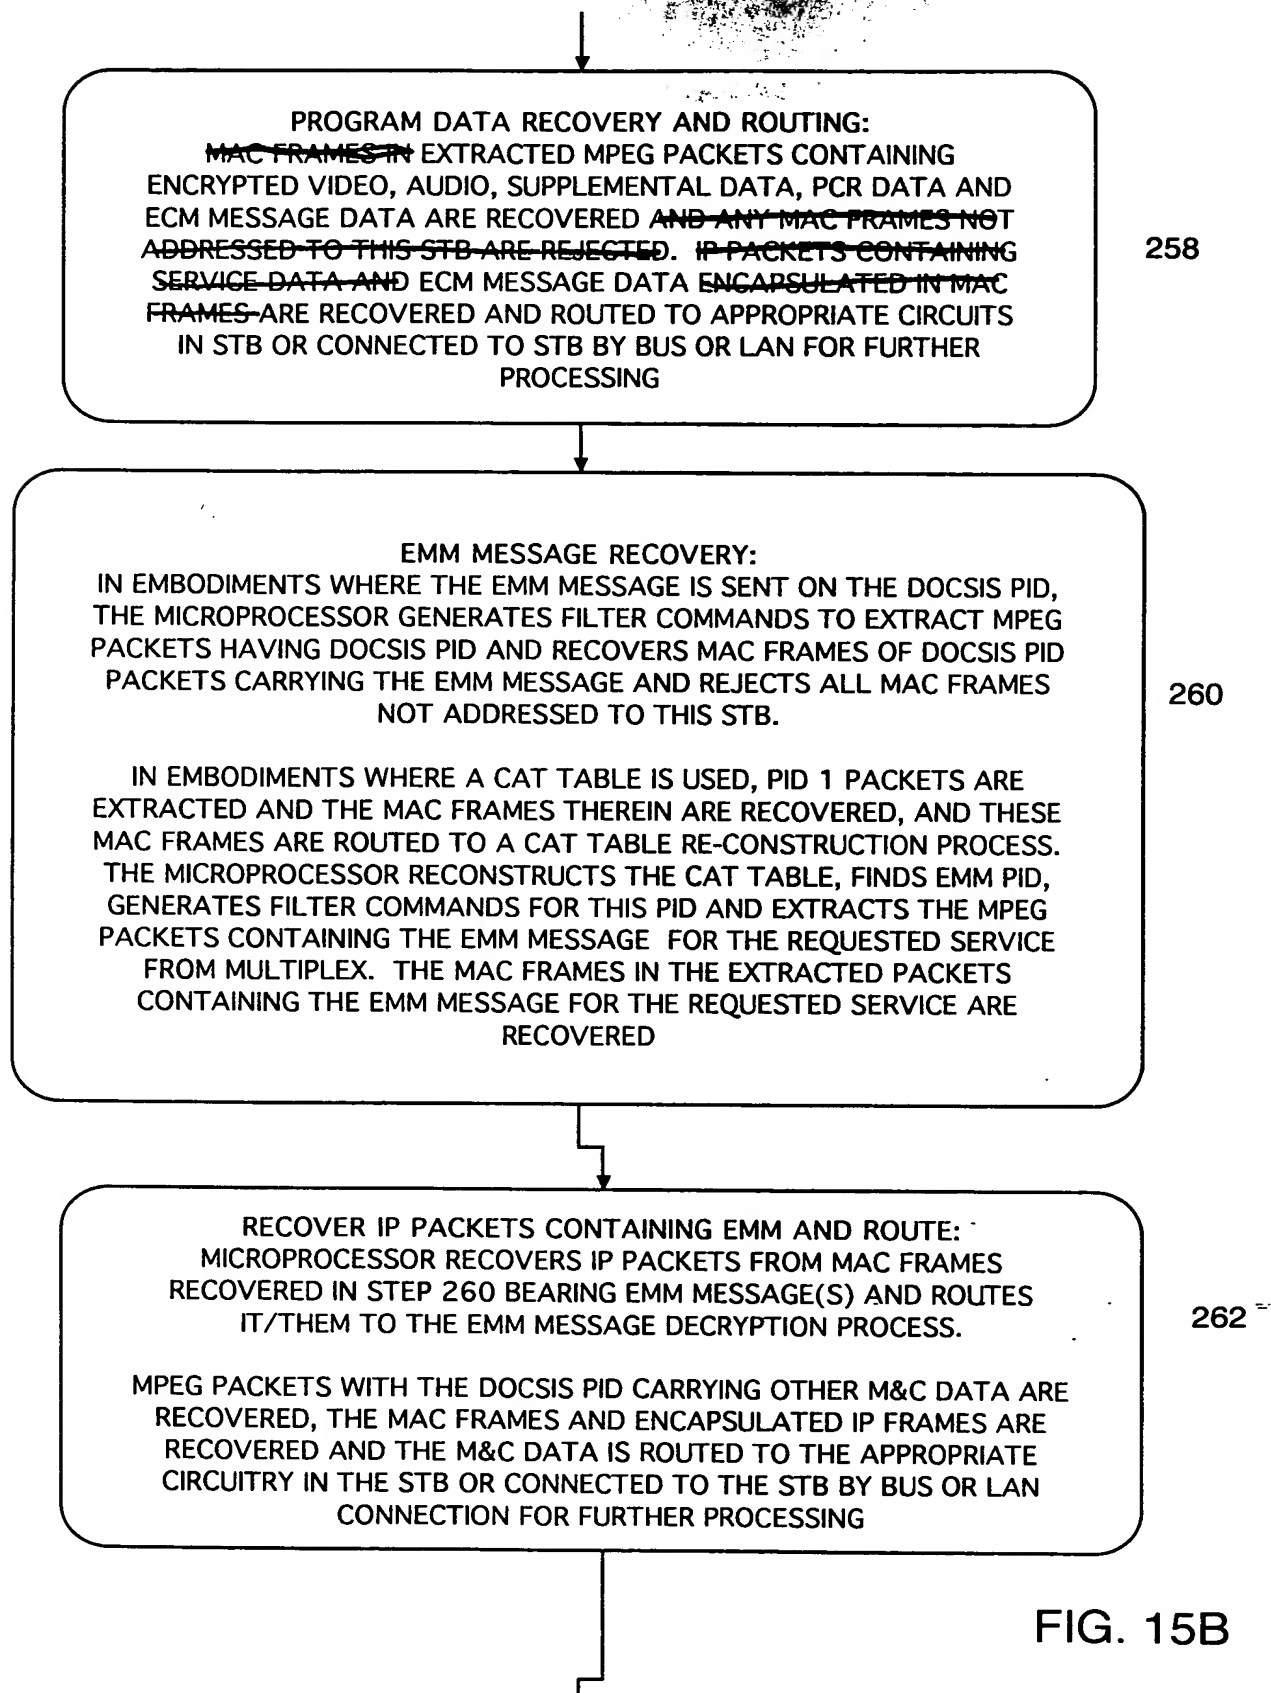 PROGRAM DATA RECOVERY AND ROUTING:
MAC FRAMES IN EXTRACTED MPEG PACKETS CONTAINING
ENCRYPTED VIDEO, AUDIO, SUPPLEMENTAL DATA, PCR DATA AND
ECM MESSAGE DATA ARE RECOVERED AND ANY MAC FRAMES NOT
ADDRESSED TO THIS STB ARE REJECTED. IP PACKETS CONTAINING
SERVICE DATA AND ECM MESSAGE DATA ENCAPSULATED IN MAC
FRAMES ARE RECOVERED AND ROUTED TO APPROPRIATE CIRCUITS
IN STB OR CONNECTED TO STB BY BUS OR LAN FOR FURTHER
PROCESSING
258
EMM MESSAGE RECOVERY:
IN EMBODIMENTS WHERE THE EMM MESSAGE IS SENT ON THE DOCSIS PID,
THE MICROPROCESSOR GENERATES FILTER COMMANDS TO EXTRACT MPEG
PACKETS HAVING DOCSIS PID AND RECOVERS MAC FRAMES OF DOCSIS PID
PACKETS CARRYING THE EMM MESSAGE AND REJECTS ALL MAC FRAMES
NOT ADDRESSED TO THIS STB.
IN EMBODIMENTS WHERE A CAT TABLE IS USED, PID 1 PACKETS ARE
EXTRACTED AND THE MAC FRAMES THEREIN ARE RECOVERED, AND THESE
MAC FRAMES ARE ROUTED TO A CAT TABLE RE-CONSTRUCTION PROCESS.
THE MICROPROCESSOR RECONSTRUCTS THE CAT TABLE, FINDS EMM PID,
GENERATES FILTER COMMANDS FOR THIS PID AND EXTRACTS THE MPEG
PACKETS CONTAINING THE EMM MESSAGE FOR THE REQUESTED SERVICE
FROM MULTIPLEX. THE MAC FRAMES IN THE EXTRACTED PACKETS
CONTAINING THE EMM MESSAGE FOR THE REQUESTED SERVICE ARE
RECOVERED
260
RECOVER IP PACKETS CONTAINING EMM AND ROUTE:
MICROPROCESSOR RECOVERS IP PACKETS FROM MAC FRAMES
RECOVERED IN STEP 260 BEARING EMM MESSAGE(S) AND ROUTES
IT/THEM TO THE EMM MESSAGE DECRYPTION PROCESS.
MPEG PACKETS WITH THE DOCSIS PID CARRYING OTHER M&C DATA ARE
RECOVERED, THE MAC FRAMES AND ENCAPSULATED IP FRAMES ARE
RECOVERED AND THE M&C DATA IS ROUTED TO THE APPROPRIATE
CIRCUITRY IN THE STB OR CONNECTED TO THE STB BY BUS OR LAN
CONNECTION FOR FURTHER PROCESSING
262
FIG. 15B